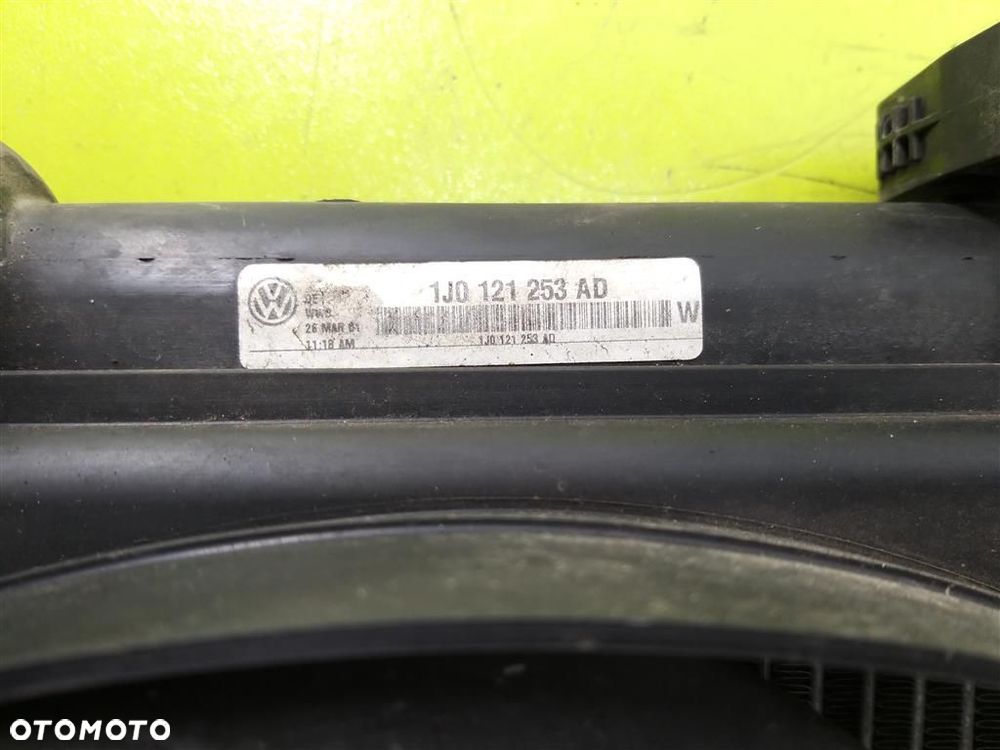 1J0 121 253 AD
26 MAR 01
W
11:18 AM
1J0 121 253 AD
OTOMOTO